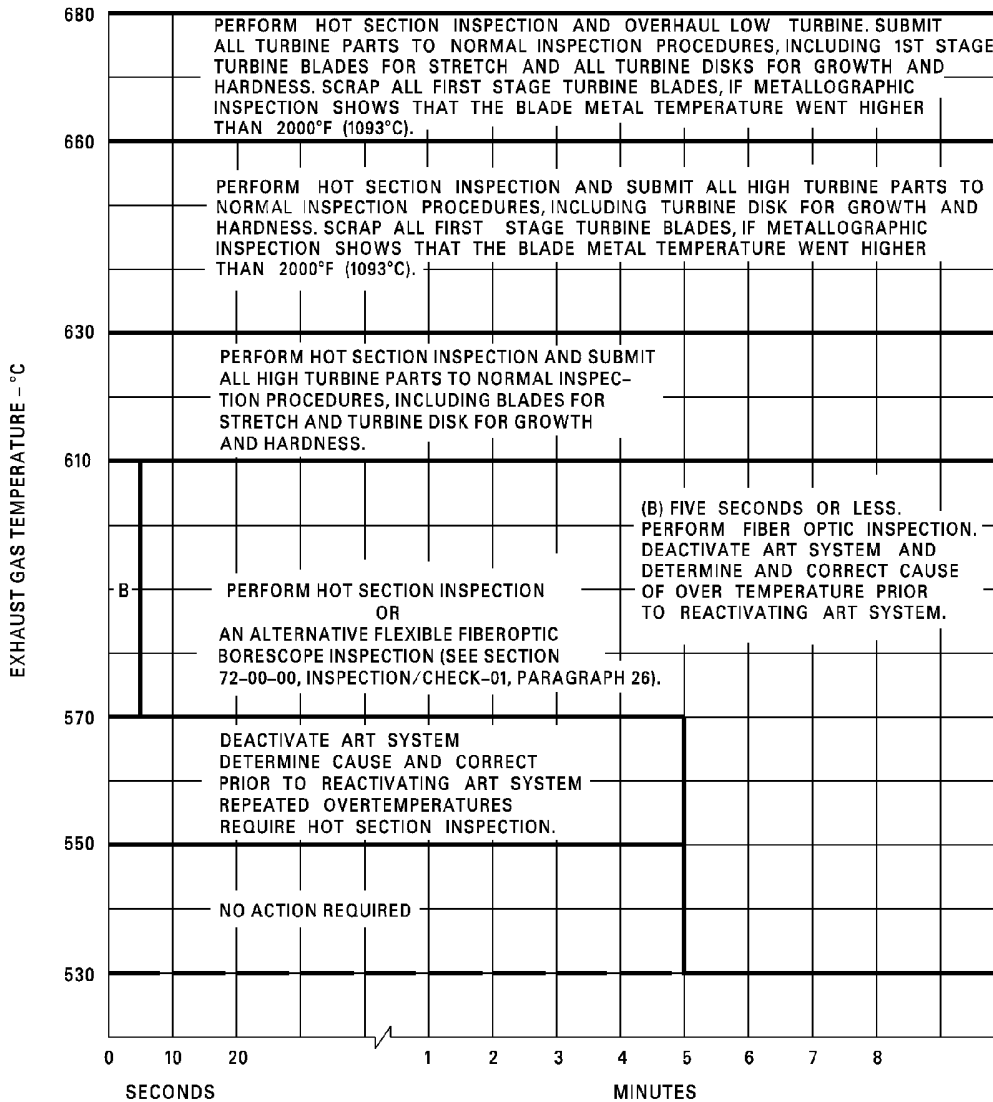 680
PERFORM HOT SECTION INSPECTION AND OVERHAUL LOW TURBINE. SUBMIT
ALL TURBINE PARTS TO NORMAL INSPECTION PROCEDURES, INCLUDING 1ST STAGE
TURBINE BLADES FOR STRETCH AND ALL TURBINE DISKS FOR GROWTH AND
HARDNESS. SCRAP ALL FIRST STAGE TURBINE BLADES, IF METALLOGRAPHIC
INSPECTION SHOWS THAT THE BLADE METAL TEMPERATURE WENT HIGHER
THAN 2000°F (1093°C).
660
PERFORM HOT SECTION INSPECTION AND SUBMIT ALL HIGH TURBINE PARTS TO
NORMAL INSPECTION PROCEDURES, INCLUDING TURBINE DISK FOR GROWTH AND
HARDNESS. SCRAP ALL FIRST STAGE TURBINE BLADES, IF METALLOGRAPHIC
INSPECTION SHOWS THAT THE BLADE METAL TEMPERATURE WENT HIGHER
THAN 2000°F (1093°C).
630
PERFORM HOT SECTION INSPECTION AND SUBMIT
ALL HIGH TURBINE PARTS TO NORMAL INSPEC–
TION PROCEDURES, INCLUDING BLADES FOR
STRETCH AND TURBINE DISK FOR GROWTH
AND HARDNESS.
EXHAUST GAS TEMPERATURE – °C
610
(B) FIVE SECONDS OR LESS.
PERFORM FIBER OPTIC INSPECTION.
DEACTIVATE ART SYSTEM AND
DETERMINE AND CORRECT CAUSE
OF OVER TEMPERATURE PRIOR
TO REACTIVATING ART SYSTEM.
B
PERFORM HOT SECTION INSPECTION
OR
AN ALTERNATIVE FLEXIBLE FIBEROPTIC
BORESCOPE INSPECTION (SEE SECTION
72–00–00, INSPECTION/CHECK–01, PARAGRAPH 26).
570
DEACTIVATE ART SYSTEM
DETERMINE CAUSE AND CORRECT
PRIOR TO REACTIVATING ART SYSTEM
REPEATED OVERTEMPERATURES
REQUIRE HOT SECTION INSPECTION.
550
NO ACTION REQUIRED
530
0 10 20 1 2 3 4 5 6 7 8
SECONDS MINUTES